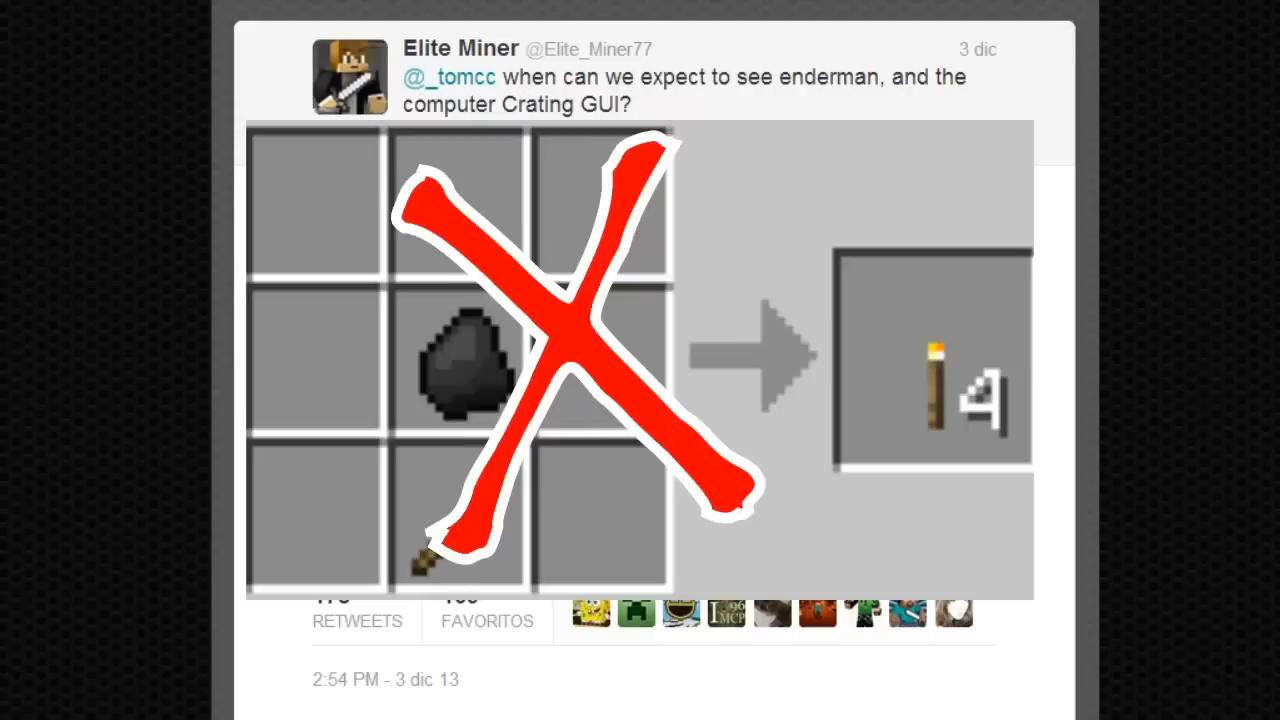 Elite Miner @Elite_Miner77 3 dic
@_tomcc when can we expect to see enderman, and the
computer Crating GUI?
4
RETWEETS FAVORITOS
2:54 PM - 3 dic 13